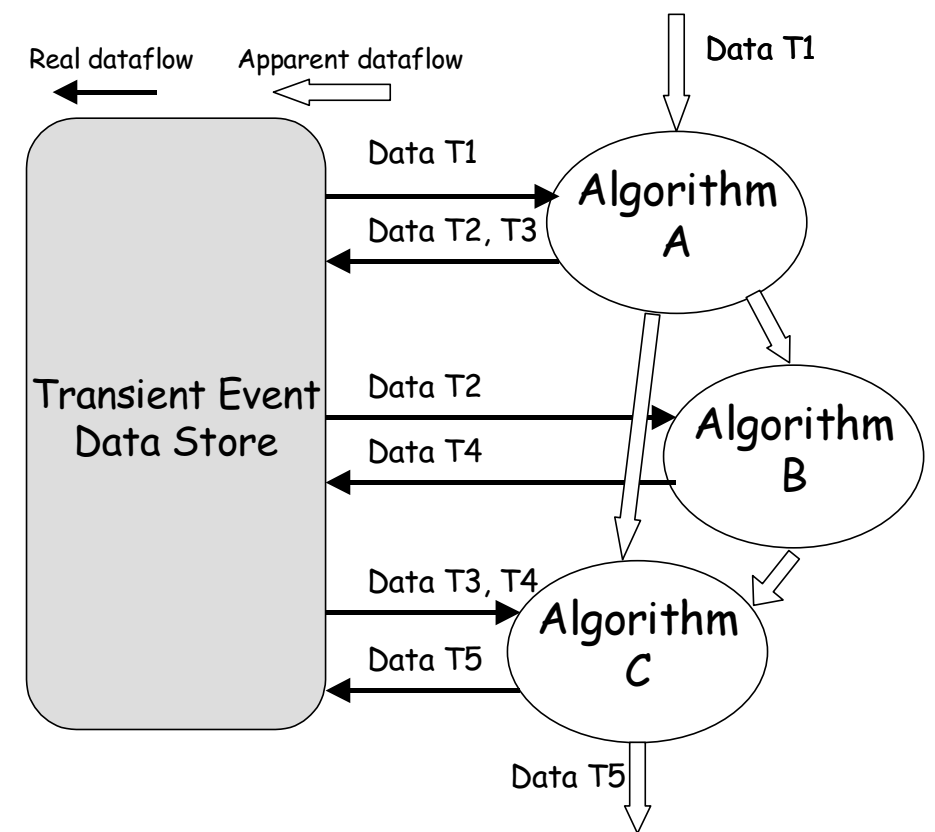 Real dataflow
Apparent dataflow
Data T1
Data T1
Algorithm
A
Data T2, T3
Transient Event
Data Store
Data T2
Algorithm
B
Data T4
Data T3, T4
Algorithm
C
Data T5
Data T5